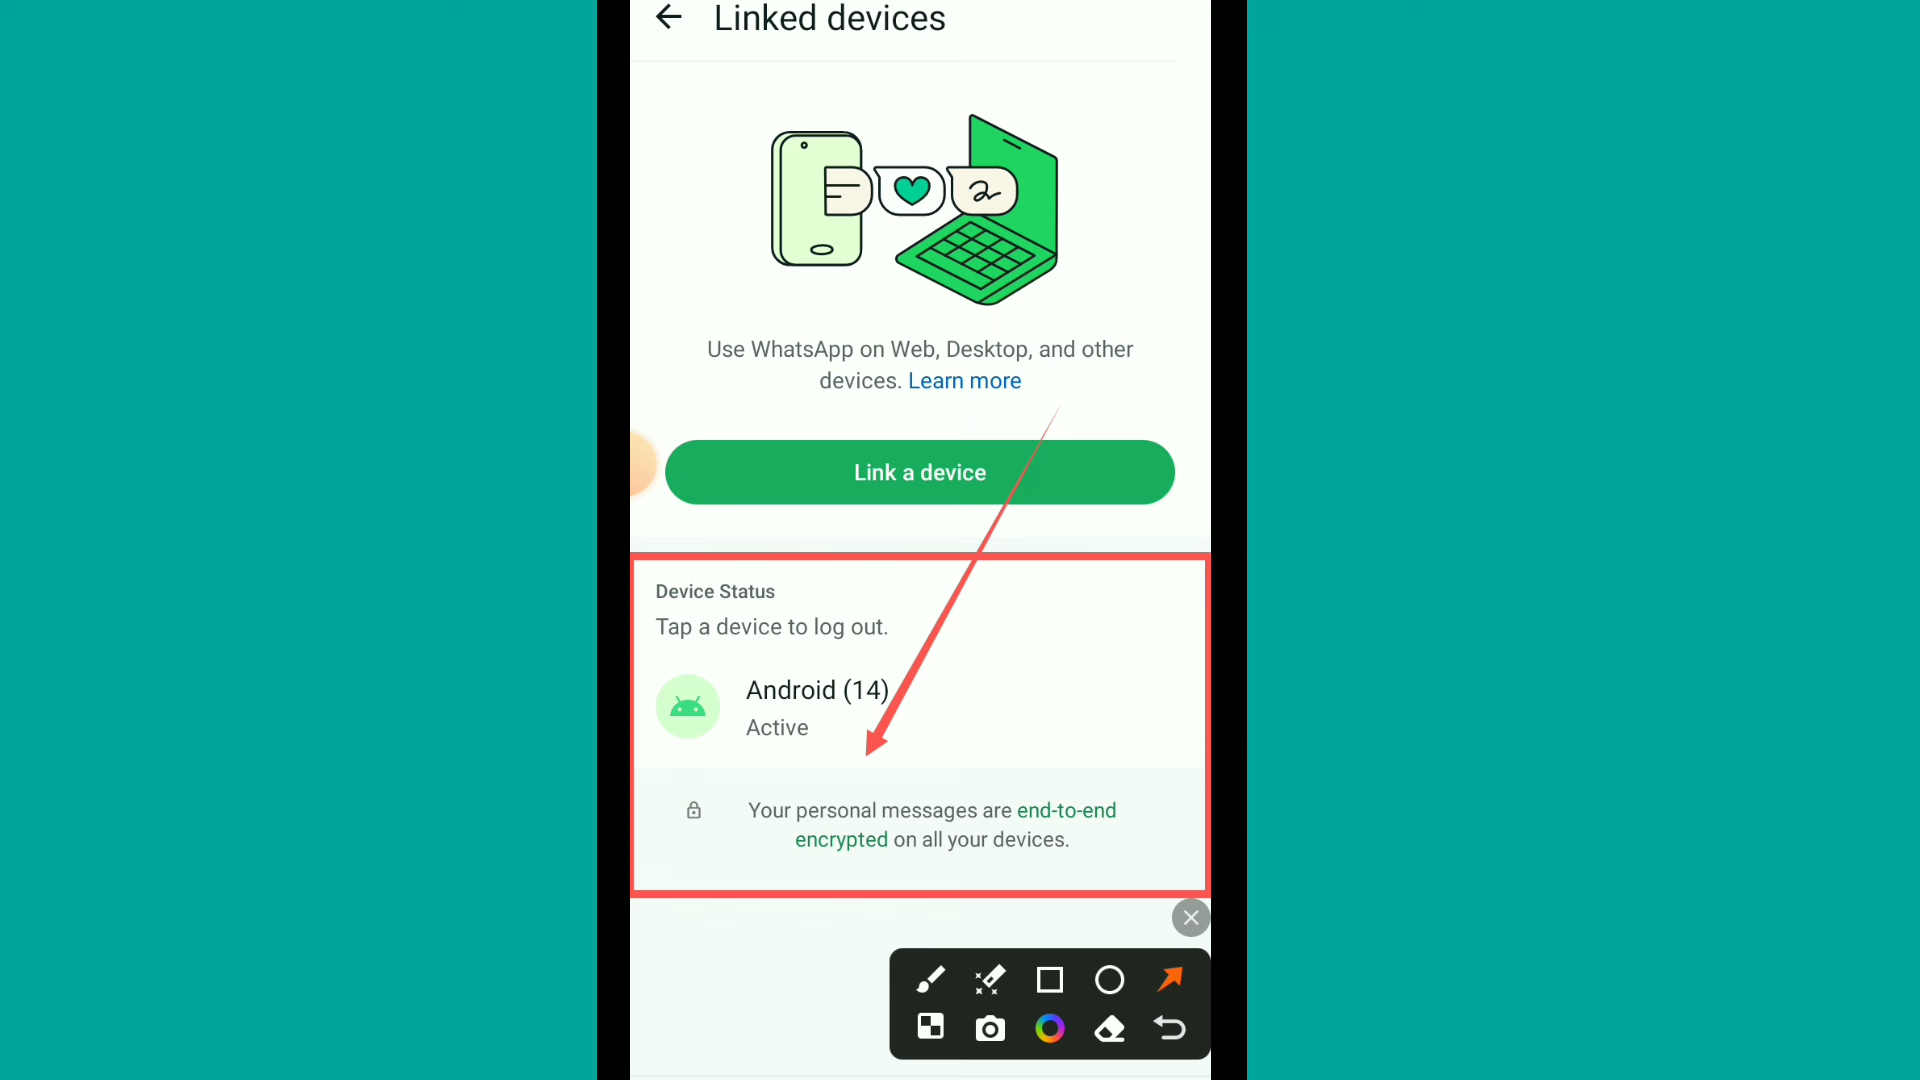 Linked devices
Use WhatsApp on Web, Desktop, and other
devices. Learn more
Link a device
Device Status
Tap a device to log out.
Android (14)
Active
Your personal messages are end-to-end
encrypted on all your devices.